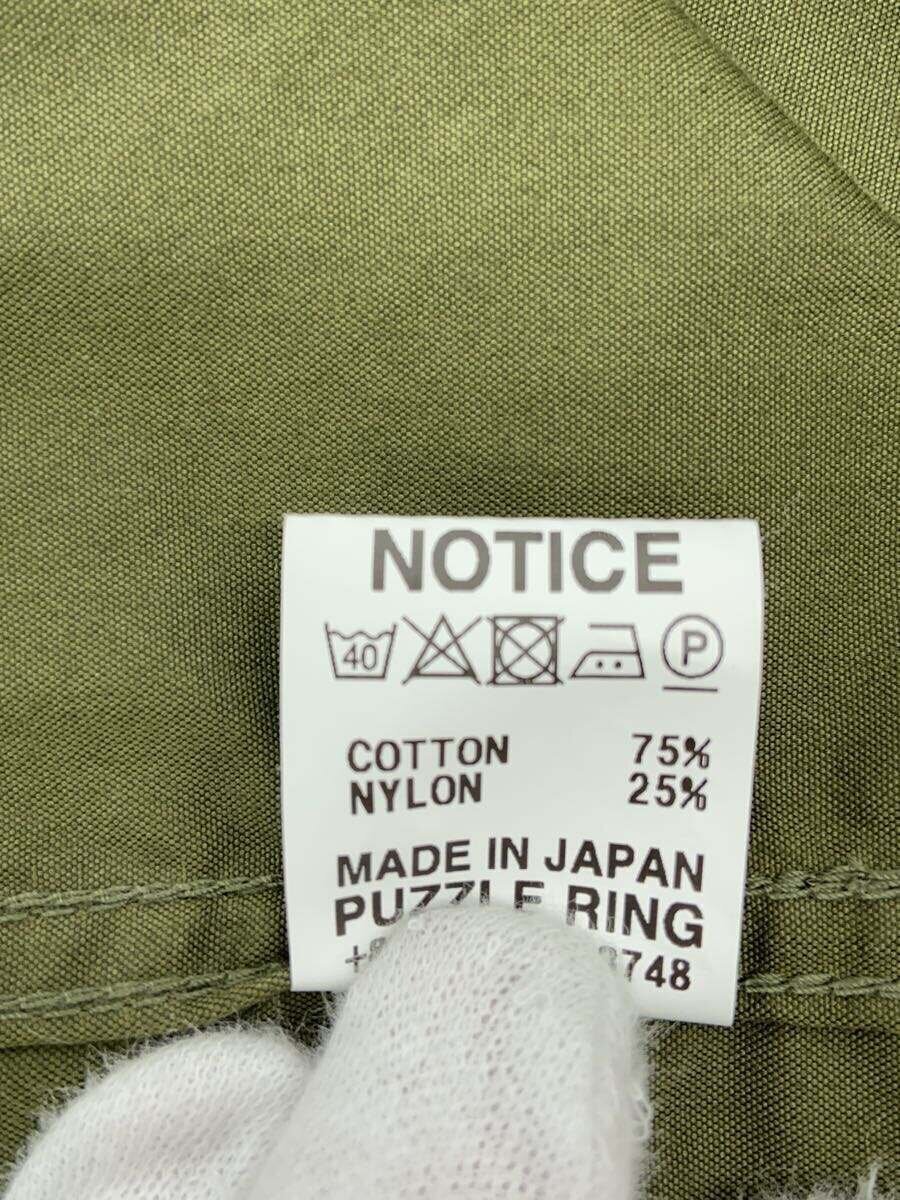 NOTICE
40 P
COTTON 75%
NYLON 25%
MADE IN JAPAN
PUZZLE RING
748